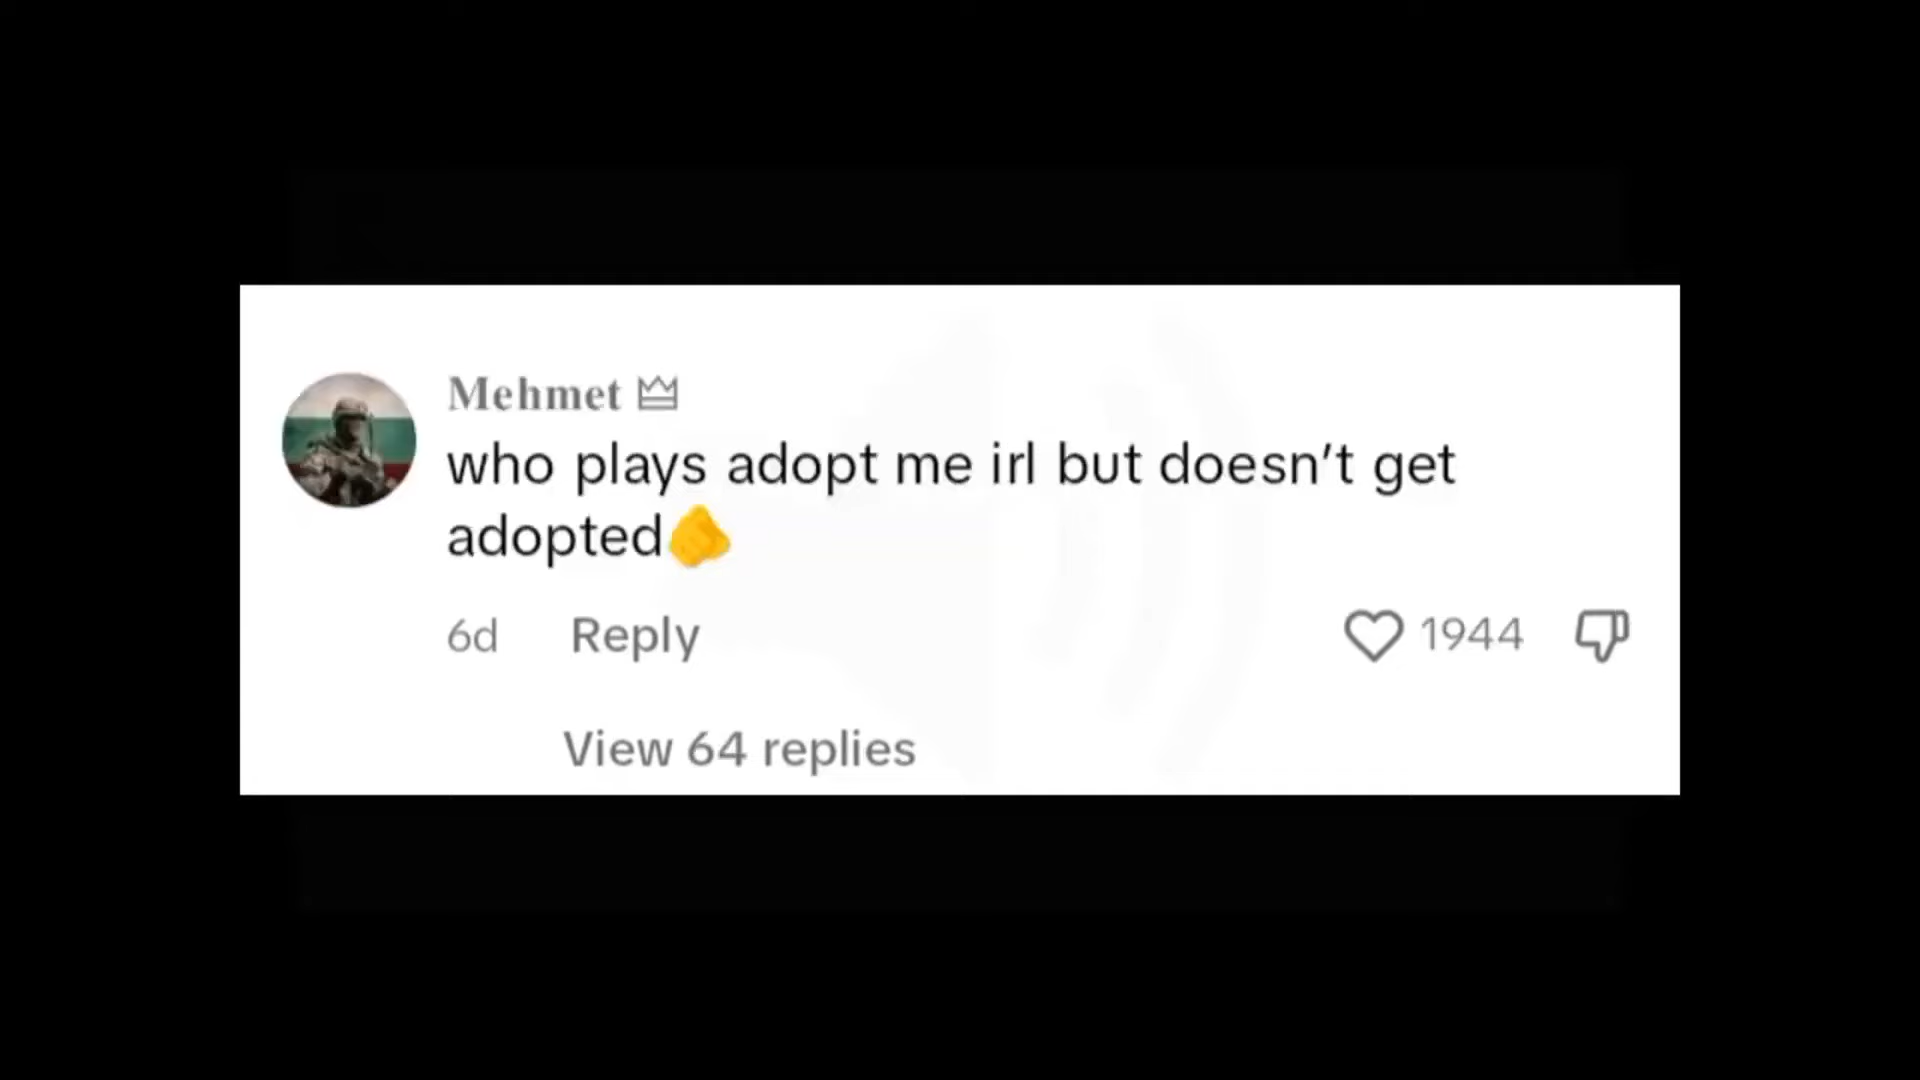 Mehmet 👑
who plays adopt me irl but doesn’t get
adopted🫵
6d Reply 1944
View 64 replies